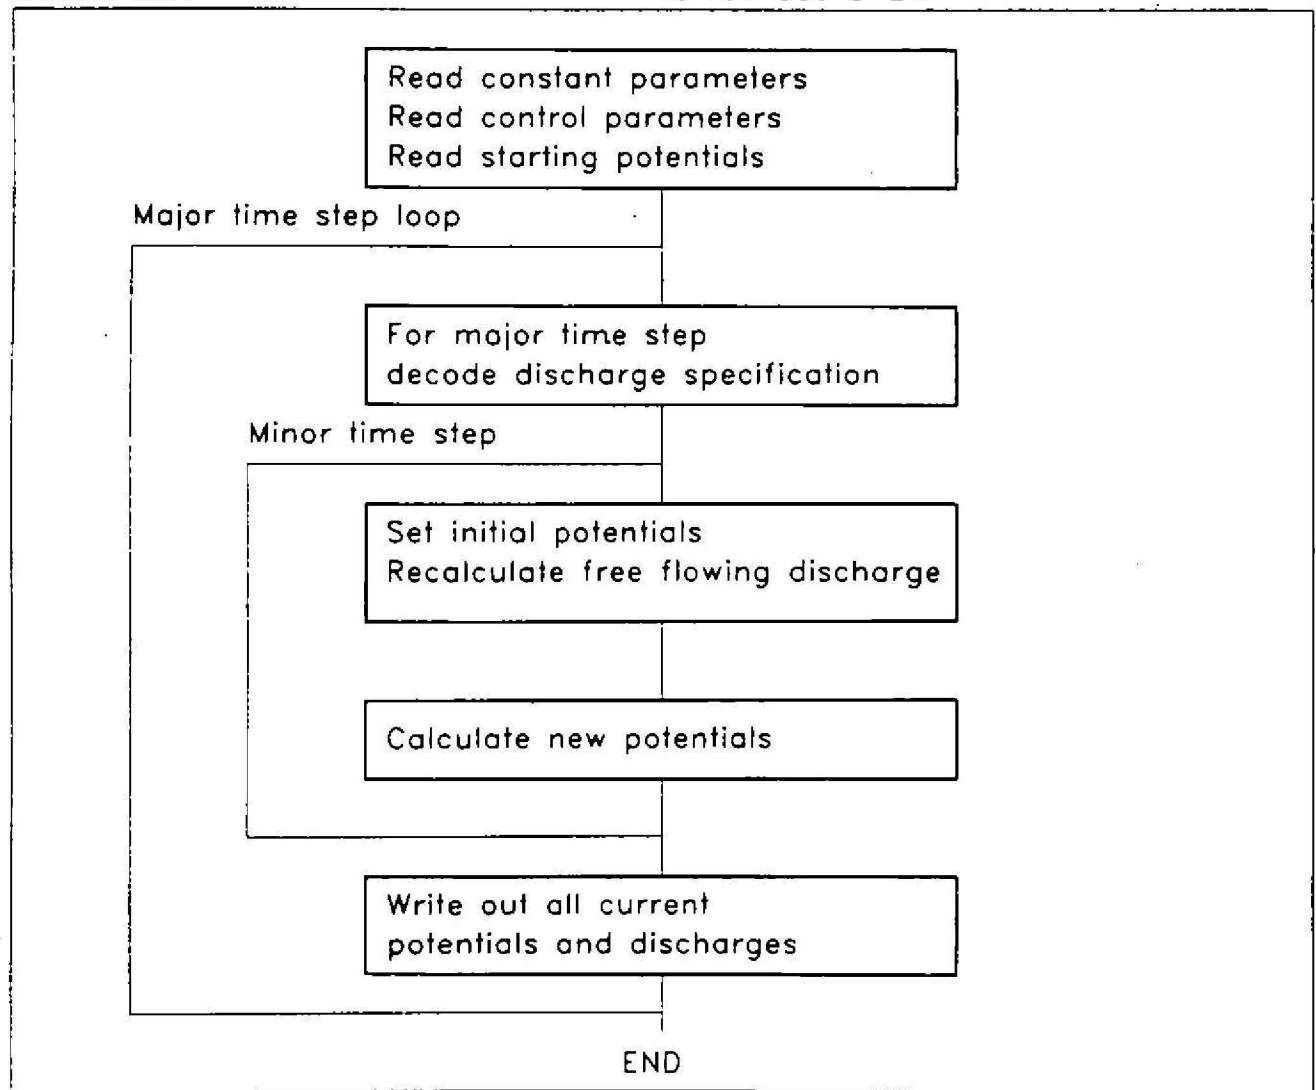 Read constant parameters
Read control parameters
Read starting potentials
Major time step loop
For major time step
decode discharge specification
Minor time step
Set initial potentials
Recalculate free flowing discharge
Calculate new potentials
Write out all current
potentials and discharges
END